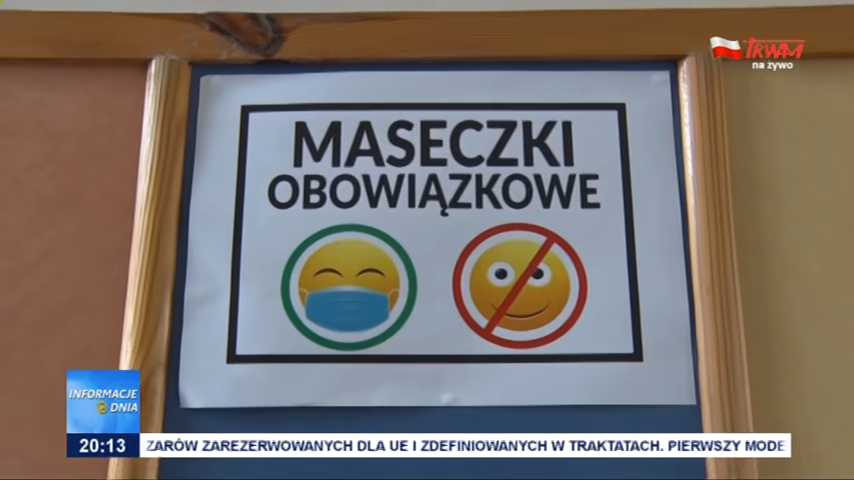 TRWAM
na żywo
MASECZKI
OBOWIĄZKOWE
INFORMACJE
DNIA
20:13
ZARÓW ZAREZERWOWANYCH DLA UE I ZDEFINIOWANYCH W TRAKTATACH. PIERWSZY MODE